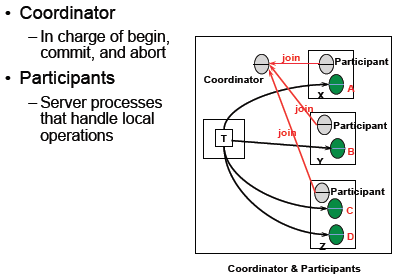 • Coordinator
– In charge of begin,
commit, and abort
• Participants
– Server processes
that handle local
operations
join
Participant
Coordinator
A
X
join
Participant
T
B
Y
join
Participant
C
D
Z
Coordinator & Participants